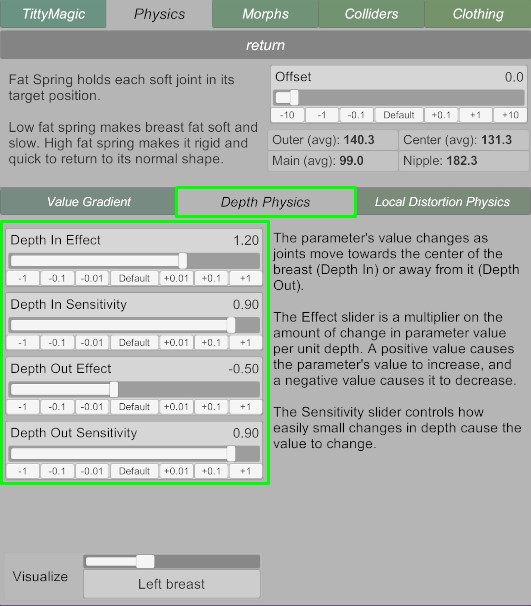 TittyMagic Physics Morphs Colliders Clothing
return
Fat Spring holds each soft joint in its
target position.
Low fat spring makes breast fat soft and
slow. High fat spring makes it rigid and
quick to return to its normal shape.
Offset 0.0
-10 -1 -0.1 Default +0.1 +1 +10
Outer (avg): 140.3 Center (avg): 131.3
Main (avg): 99.0 Nipple: 182.3
Value Gradient Depth Physics Local Distortion Physics
Depth In Effect 1.20
-1 -0.1 -0.01 Default +0.01 +0.1 +1
Depth In Sensitivity 0.90
-1 -0.1 -0.01 Default +0.01 +0.1 +1
Depth Out Effect -0.50
-1 -0.1 -0.01 Default +0.01 +0.1 +1
Depth Out Sensitivity 0.90
-1 -0.1 -0.01 Default +0.01 +0.1 +1
The parameter's value changes as
joints move towards the center of the
breast (Depth In) or away from it (Depth
Out).
The Effect slider is a multiplier on the
amount of change in parameter value
per unit depth. A positive value causes
the parameter's value to increase, and
a negative value causes it to decrease.
The Sensitivity slider controls how
easily small changes in depth cause the
value to change.
Visualize
Left breast